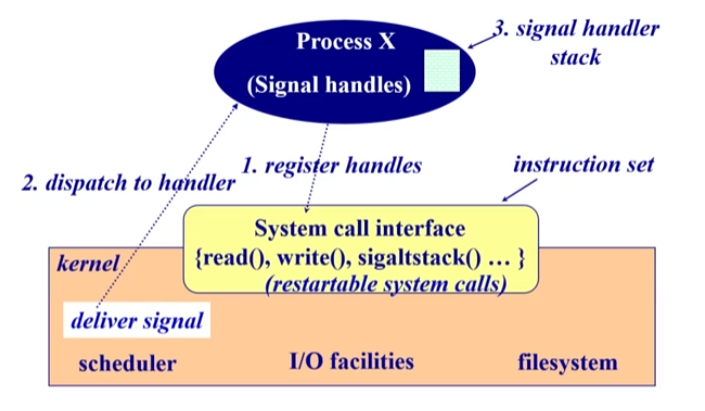 Process X
(Signal handles)
3. signal handler
stack
1. register handles
instruction set
2. dispatch to handler
System call interface
{read(), write(), sigaltstack() … }
(restartable system calls)
kernel
deliver signal
scheduler
I/O facilities
filesystem